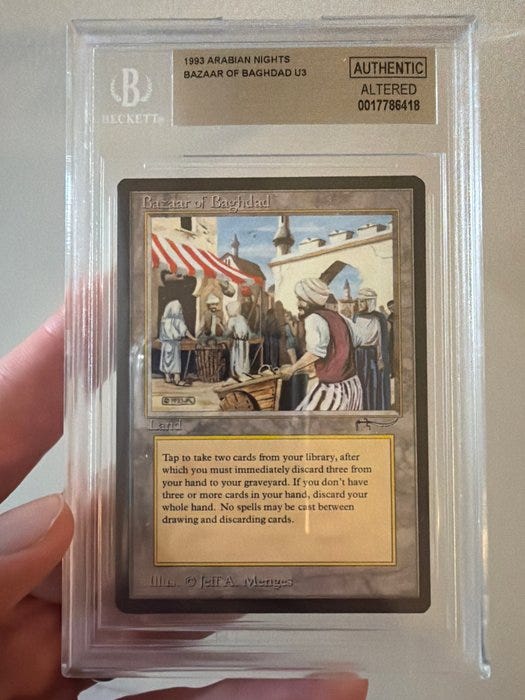 1993 ARABIAN NIGHTS
BAZAAR OF BAGHDAD U3
AUTHENTIC
ALTERED
0017786418
B
BECKETT®
Bazaar of Baghdad
Land
Tap to take two cards from your library, after
which you must immediately discard three from
your hand to your graveyard. If you don't have
three or more cards in your hand, discard your
whole hand. No spells may be cast between
drawing and discarding cards.
Illus. © Jeff A. Menges